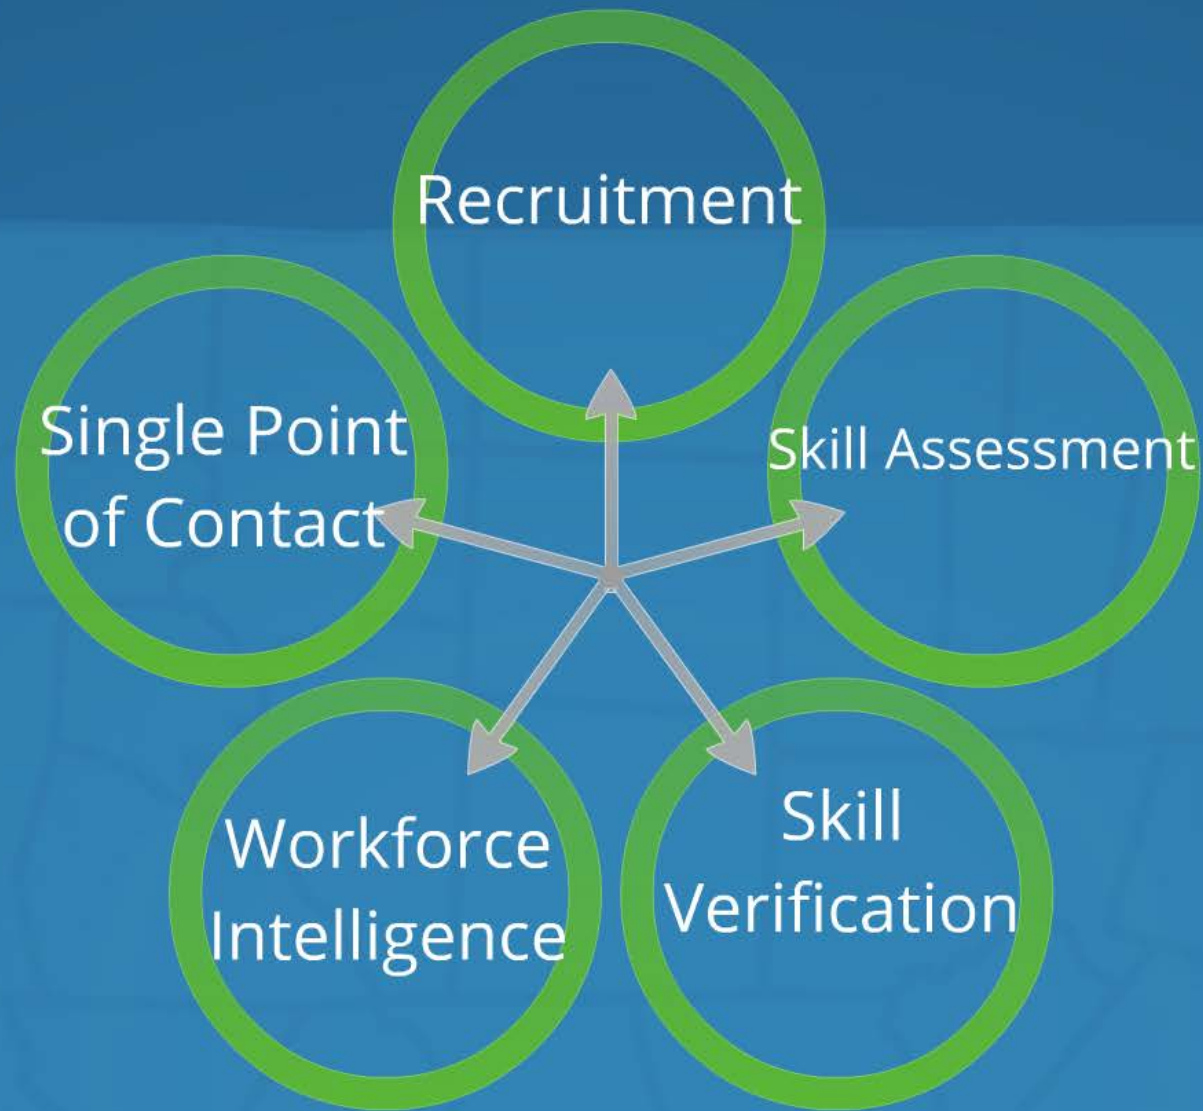 Recruitment
Single Point
of Contact
Skill Assessment
Workforce
Intelligence
Skill
Verification